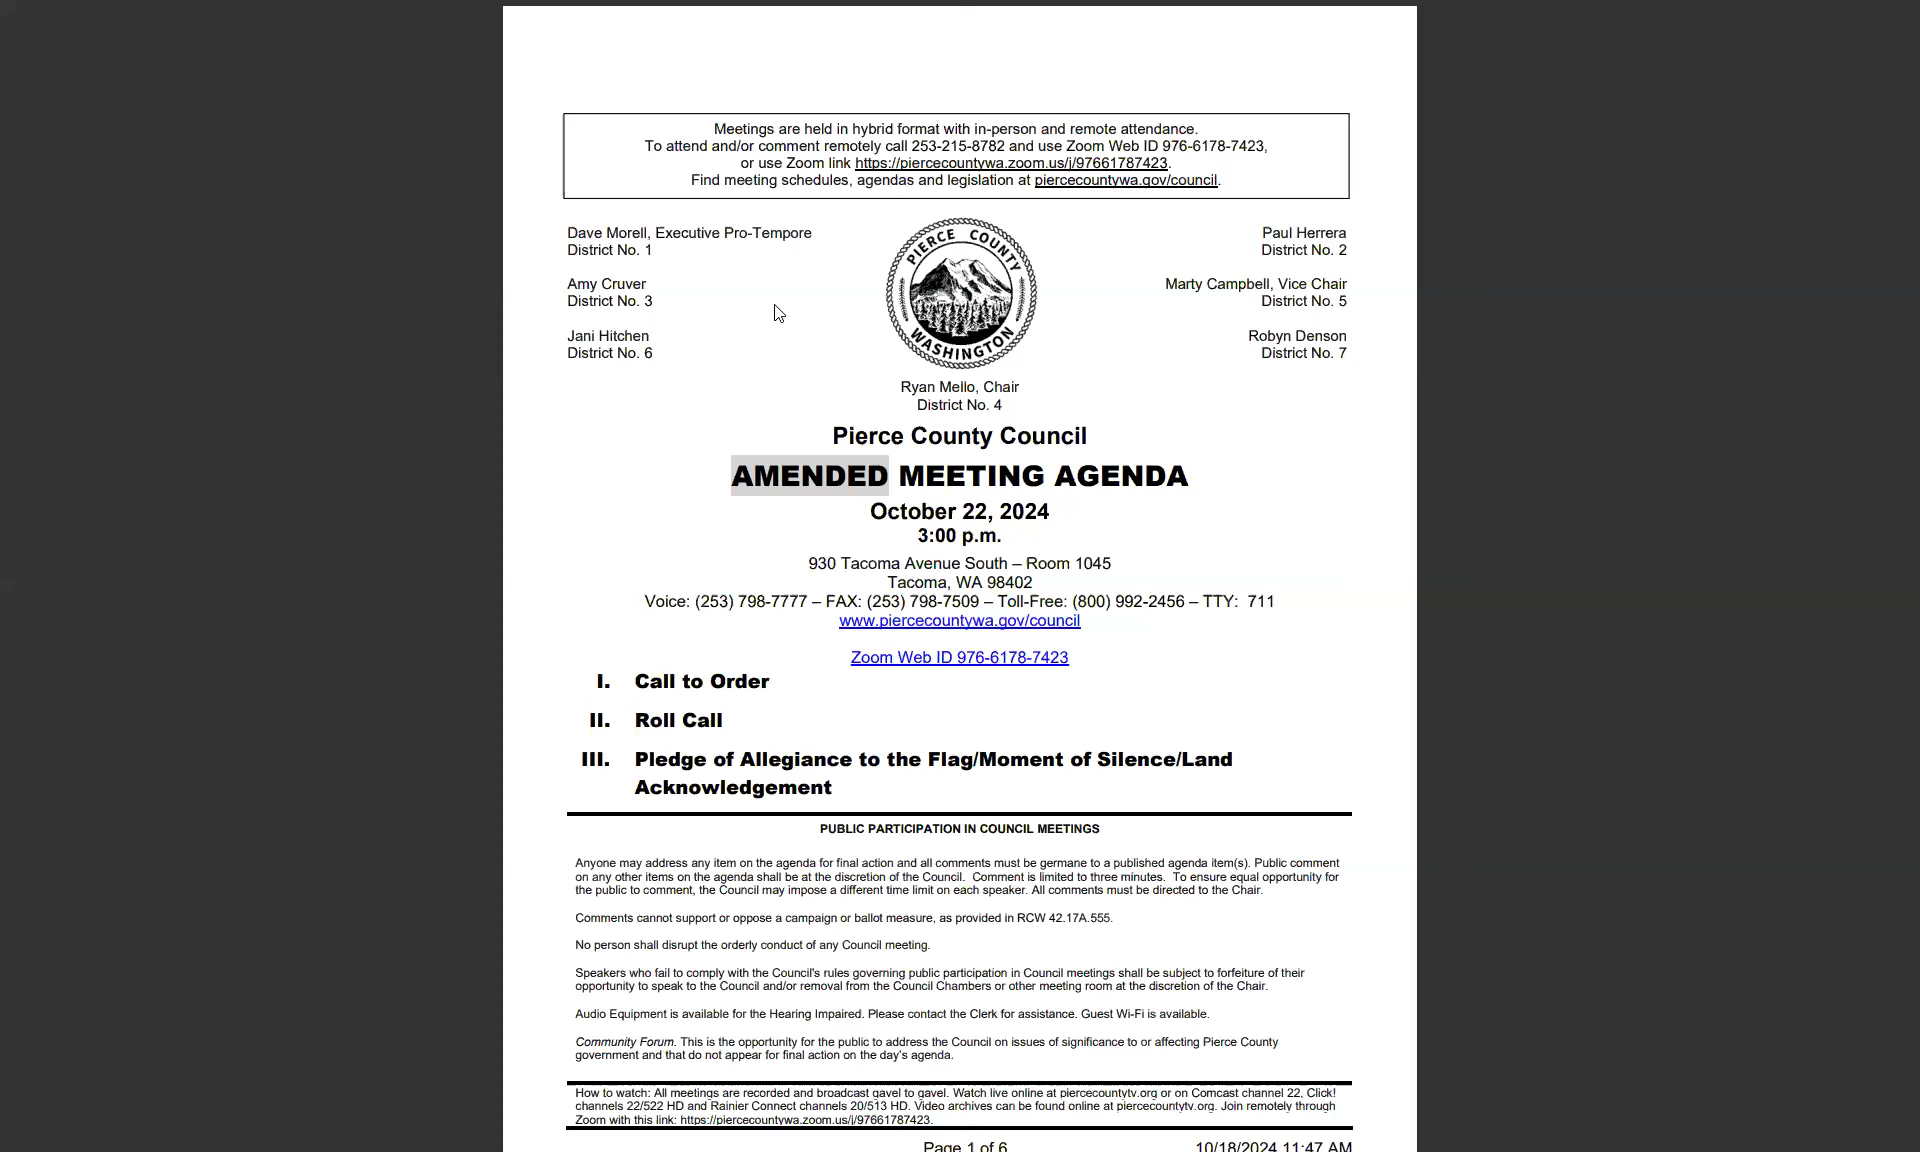 Meetings are held in hybrid format with in-person and remote attendance.
To attend and/or comment remotely call 253-215-8782 and use Zoom Web ID 976-6178-7423,
or use Zoom link https://piercecountywa.zoom.us/j/97661787423.
Find meeting schedules, agendas and legislation at piercecountywa.gov/council.
Dave Morell, Executive Pro-Tempore
District No. 1
Amy Cruver
District No. 3
Jani Hitchen
District No. 6
PIERCE COUNTY
WASHINGTON
Paul Herrera
District No. 2
Marty Campbell, Vice Chair
District No. 5
Robyn Denson
District No. 7
Ryan Mello, Chair
District No. 4
Pierce County Council
AMENDED MEETING AGENDA
October 22, 2024
3:00 p.m.
930 Tacoma Avenue South – Room 1045
Tacoma, WA 98402
Voice: (253) 798-7777 – FAX: (253) 798-7509 – Toll-Free: (800) 992-2456 – TTY: 711
www.piercecountywa.gov/council
Zoom Web ID 976-6178-7423
I. Call to Order
II. Roll Call
III. Pledge of Allegiance to the Flag/Moment of Silence/Land
Acknowledgement
PUBLIC PARTICIPATION IN COUNCIL MEETINGS
Anyone may address any item on the agenda for final action and all comments must be germane to a published agenda item(s). Public comment
on any other items on the agenda shall be at the discretion of the Council. Comment is limited to three minutes. To ensure equal opportunity for
the public to comment, the Council may impose a different time limit on each speaker. All comments must be directed to the Chair.
Comments cannot support or oppose a campaign or ballot measure, as provided in RCW 42.17A.555.
No person shall disrupt the orderly conduct of any Council meeting.
Speakers who fail to comply with the Council's rules governing public participation in Council meetings shall be subject to forfeiture of their
opportunity to speak to the Council and/or removal from the Council Chambers or other meeting room at the discretion of the Chair.
Audio Equipment is available for the Hearing Impaired. Please contact the Clerk for assistance. Guest Wi-Fi is available.
Community Forum. This is the opportunity for the public to address the Council on issues of significance to or affecting Pierce County
government and that do not appear for final action on the day's agenda.
How to watch: All meetings are recorded and broadcast gavel to gavel. Watch live online at piercecountytv.org or on Comcast channel 22, Click!
channels 22/522 HD and Rainier Connect channels 20/513 HD. Video archives can be found online at piercecountytv.org. Join remotely through
Zoom with this link: https://piercecountywa.zoom.us/j/97661787423.
Page 1 of 6 10/18/2024 11:47 AM